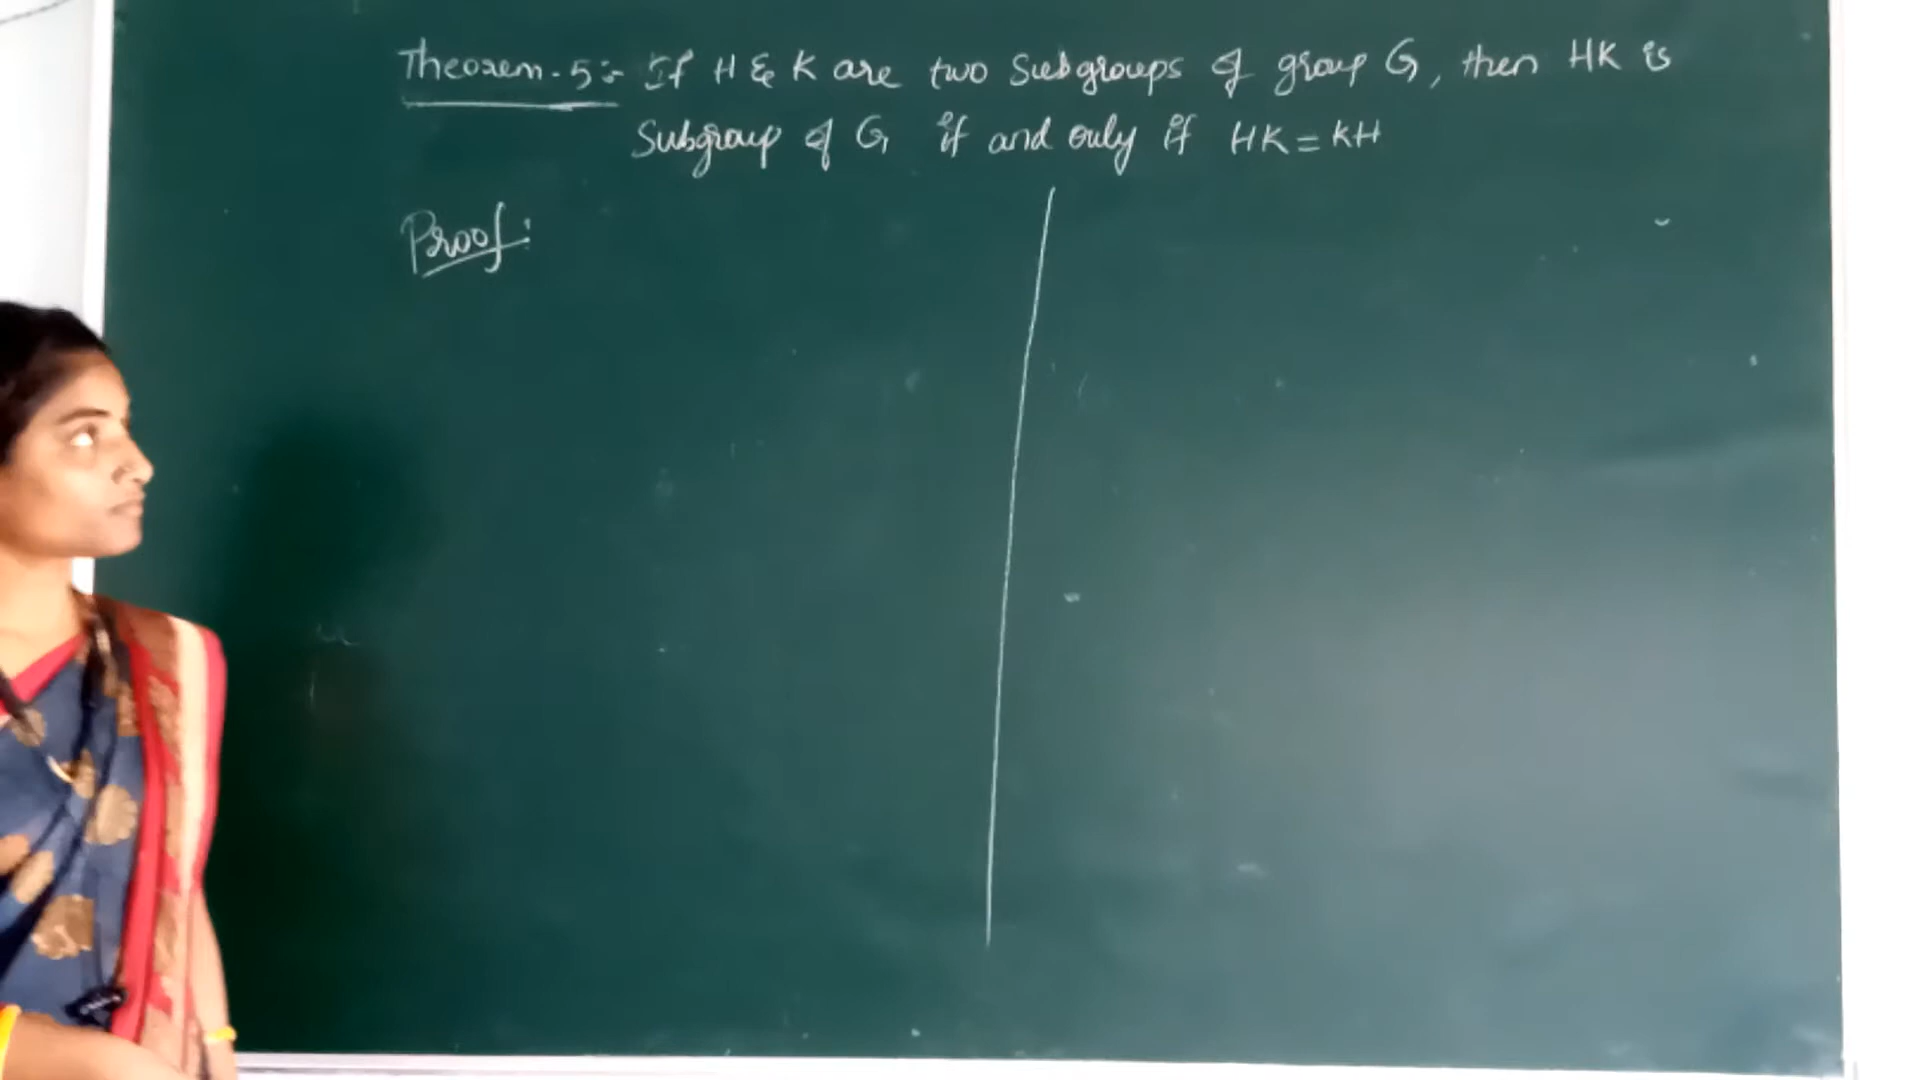 Theorem-5:- If H & K are two Subgroups of group G, then HK is
Subgroup of G if and only if HK = KH
Proof: